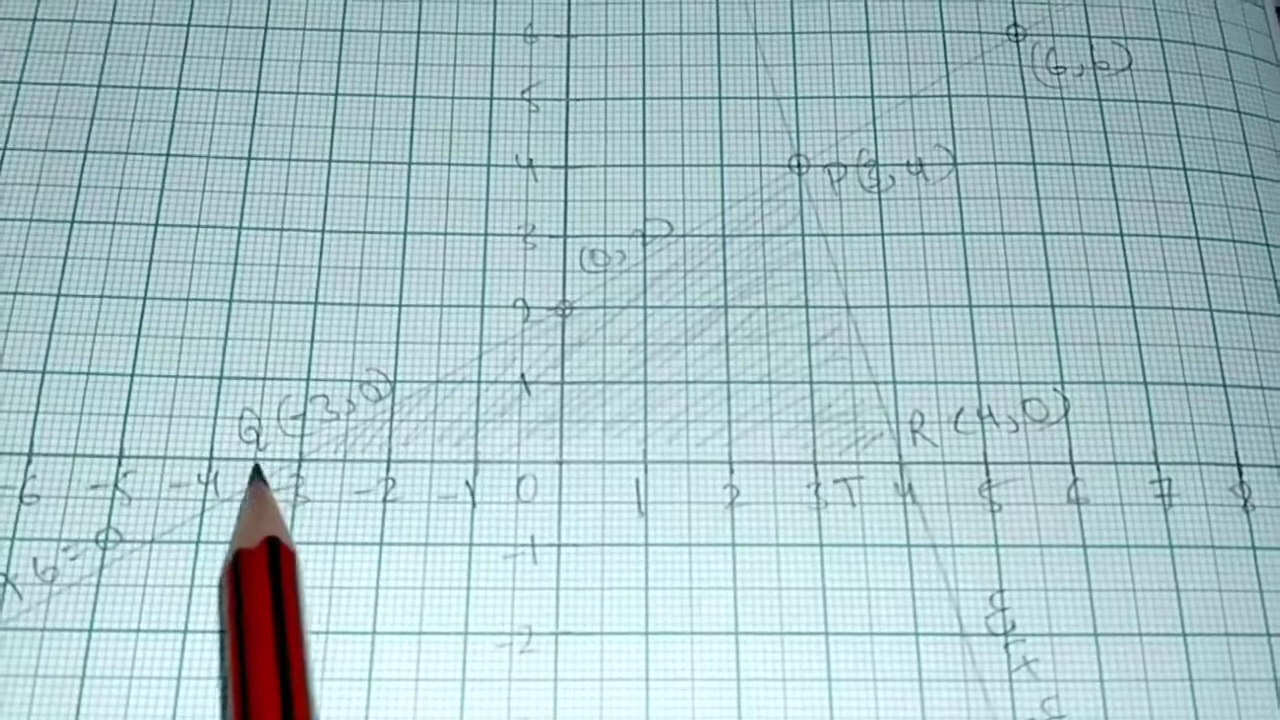 6
(6,6)
5
4
P(3,4)
3
(0,2)
2
1
Q (-3,0)
R (4,0)
-6 -5 -4 -3 -2 -1 0 1 2 3 T 4 5 6 7 8
-1
-2